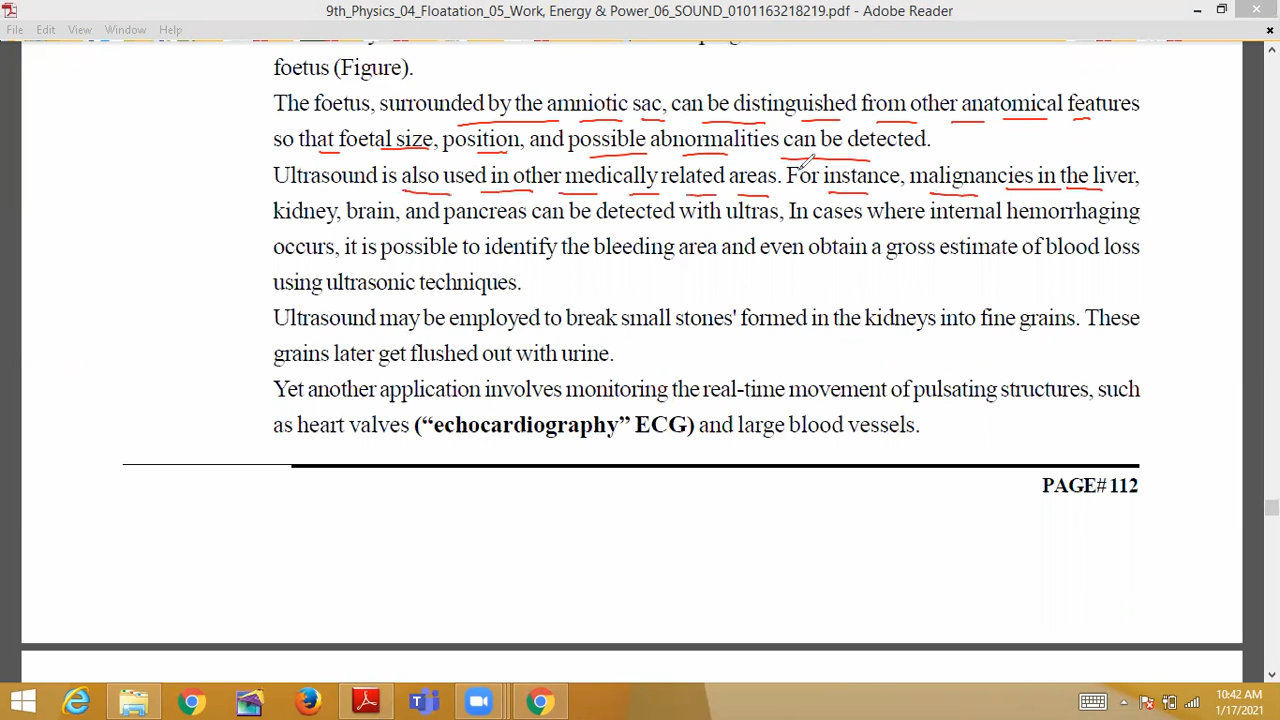 9th_Physics_04_Floatation_05_Work, Energy & Power_06_SOUND_0101163218219.pdf - Adobe Reader
File Edit View Window Help
foetus (Figure).
The foetus, surrounded by the amniotic sac, can be distinguished from other anatomical features
so that foetal size, position, and possible abnormalities can be detected.
Ultrasound is also used in other medically related areas. For instance, malignancies in the liver,
kidney, brain, and pancreas can be detected with ultras, In cases where internal hemorrhaging
occurs, it is possible to identify the bleeding area and even obtain a gross estimate of blood loss
using ultrasonic techniques.
Ultrasound may be employed to break small stones' formed in the kidneys into fine grains. These
grains later get flushed out with urine.
Yet another application involves monitoring the real-time movement of pulsating structures, such
as heart valves (“echocardiography” ECG) and large blood vessels.
PAGE# 112
10:42 AM
1/17/2021